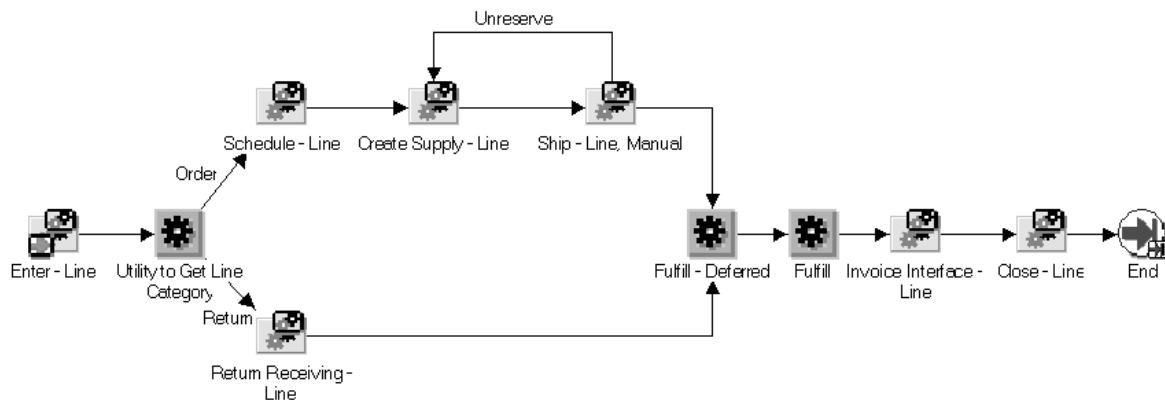 Unreserve
Schedule - Line
Create Supply - Line
Ship - Line, Manual
Order
Enter - Line
Utility to Get Line
Category
Fulfill - Deferred
Fulfill
Invoice Interface -
Line
Close - Line
End
Return
Return Receiving -
Line